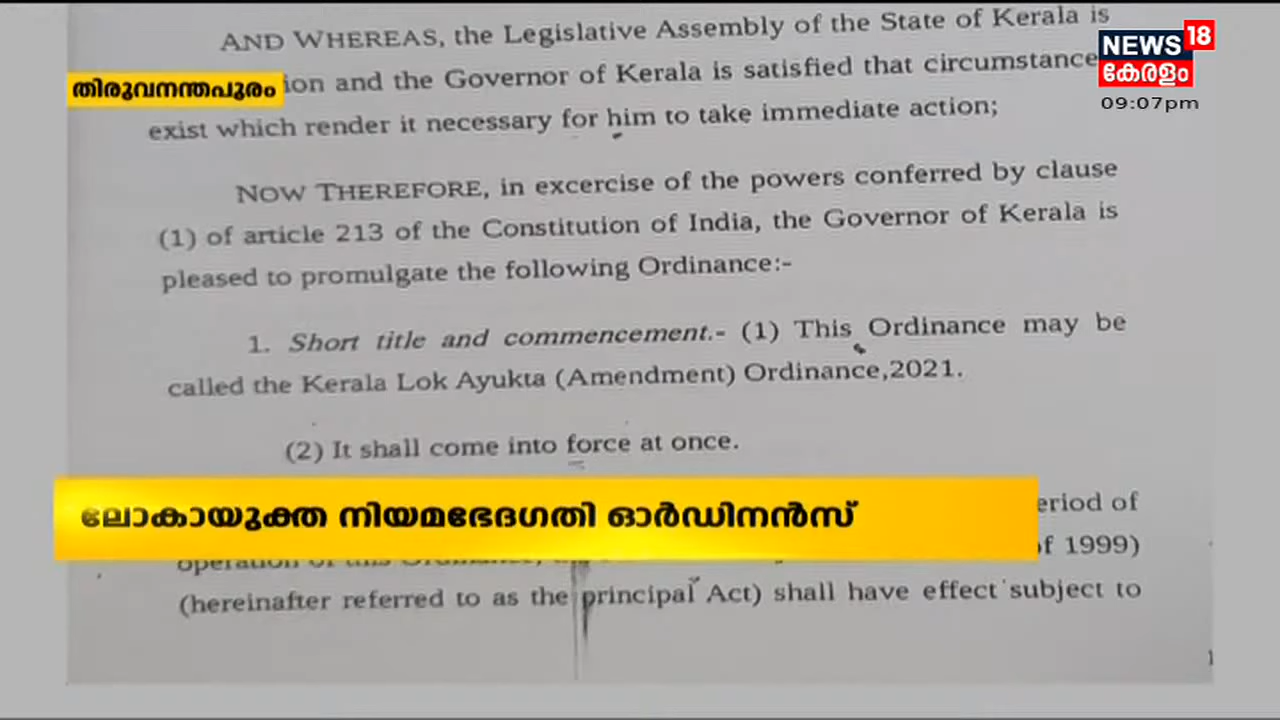 AND WHEREAS, the Legislative Assembly of the State of Kerala is
തിരുവനന്തപുരം
and the Governor of Kerala is satisfied that circumstance
exist which render it necessary for him to take immediate action;
NOW THEREFORE, in excercise of the powers conferred by clause
(1) of article 213 of the Constitution of India, the Governor of Kerala is
pleased to promulgate the following Ordinance:-
1. Short title and commencement.- (1) This Ordinance may be
called the Kerala Lok Ayukta (Amendment) Ordinance,2021.
(2) It shall come into force at once.
ലോകായുക്ത നിയമഭേദഗതി ഓർഡിനൻസ്
of
of 1999)
(hereinafter referred to as the principal Act) shall have effect subject to
1
NEWS 18
കേരളം
09:07pm